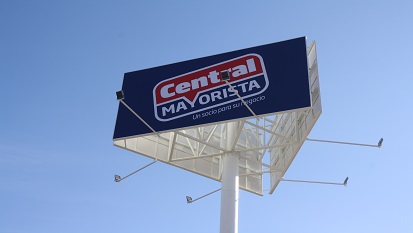 Central
MAYORISTA
Un socio para su negocio